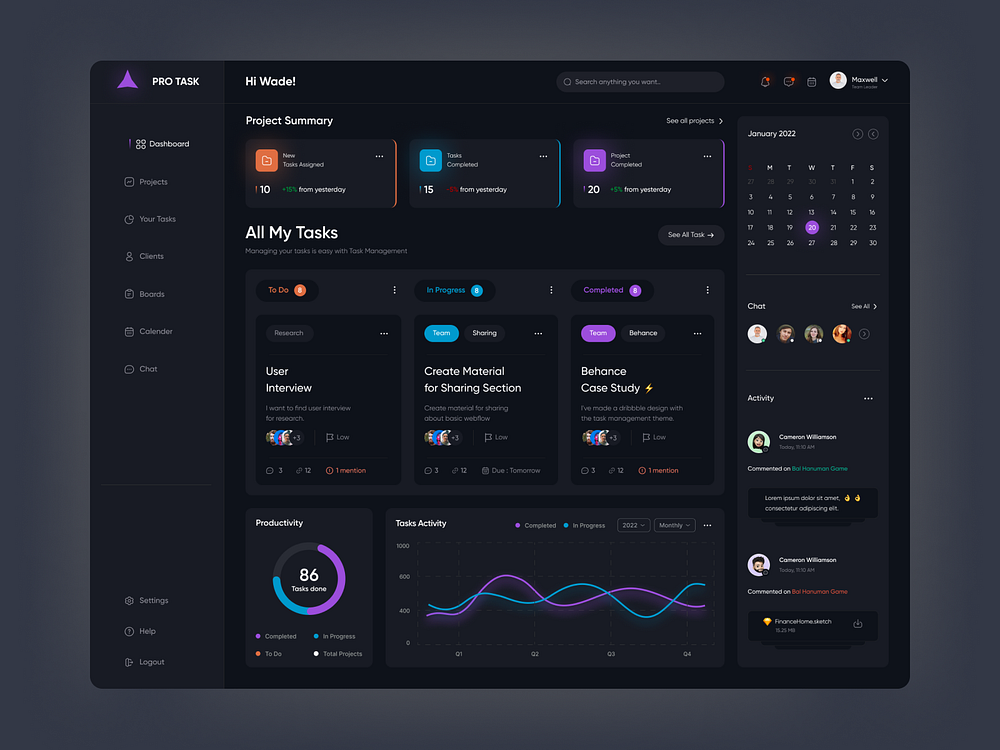 PRO TASK
Hi Wade!
Search anything you want..
Maxwell
Team Leader
Dashboard
Projects
Your Tasks
Clients
Boards
Calender
Chat
Settings
Help
Logout
Project Summary
See all projects
New
Tasks Assigned
10 +15% from yesterday
Tasks
Completed
15 from yesterday
Project
Completed
20 +5% from yesterday
All My Tasks
Managing your tasks is easy with Task Management
See All Task →
To Do 8
Research
User
Interview
I want to find user interview
for research.
+3 Low
3 12 1 mention
In Progress 8
Team Sharing
Create Material
for Sharing Section
Create material for sharing
about basic webflow
+3 Low
3 12 Due : Tomorrow
Completed 8
Team Behance
Behance
Case Study ⚡
I've made a dribbble design with
the task management theme.
+3 Low
3 12 1 mention
Productivity
86
Tasks done
Completed In Progress
To Do Total Projects
Tasks Activity
Completed In Progress 2022 Monthly
1000
600
400
0
Q1 Q2 Q3 Q4
January 2022
S M T W T F S
27 28 29 30 31 1 2
3 4 5 6 7 8 9
10 11 12 13 14 15 16
17 18 19 20 21 22 23
24 25 26 27 28 29 30
Chat See All
Activity
Cameron Williamson
Today, 11:10 AM
Commented on Bal Hanuman Game
Lorem ipsum dolor sit amet, 👌 👌
consectetur adipiscing elit.
Cameron Williamson
Today, 11:10 AM
Commented on Bal Hanuman Game
FinanceHome.sketch
15.25 MB